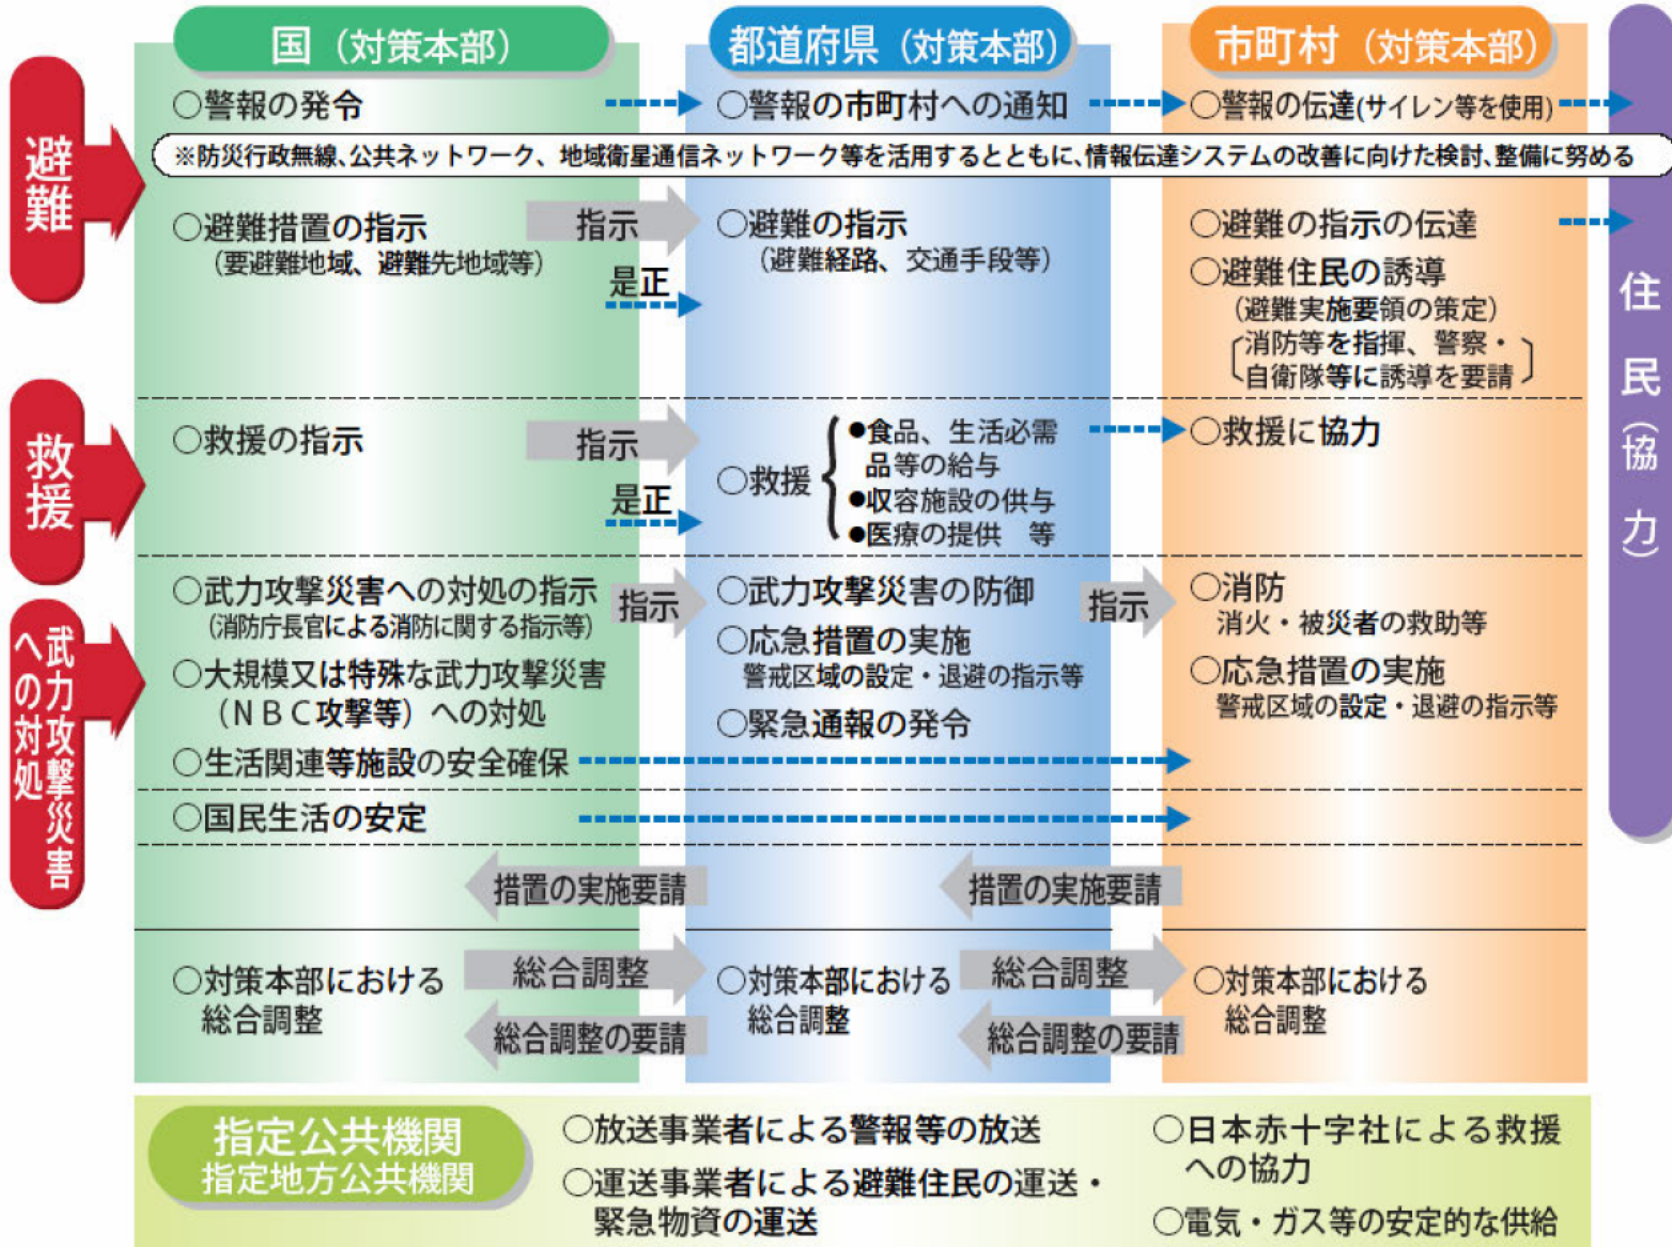 国（対策本部）
都道府県（対策本部）
市町村（対策本部）
避難
○警報の発令
○警報の市町村への通知
○警報の伝達(サイレン等を使用)
※防災行政無線、公共ネットワーク、地域衛星通信ネットワーク等を活用するとともに、情報伝達システムの改善に向けた検討、整備に努める
○避難措置の指示
（要避難地域、避難先地域等）
指示
是正
○避難の指示
（避難経路、交通手段等）
○避難の指示の伝達
○避難住民の誘導
（避難実施要領の策定）
〔消防等を指揮、警察・
自衛隊等に誘導を要請〕
住民（協力）
救援
○救援の指示
指示
是正
○救援
●食品、生活必需
品等の給与
●収容施設の供与
●医療の提供　等
○救援に協力
武力攻撃災害
への対処
○武力攻撃災害への対処の指示
（消防庁長官による消防に関する指示等）
○大規模又は特殊な武力攻撃災害
（ＮＢＣ攻撃等）への対処
○生活関連等施設の安全確保
指示
○武力攻撃災害の防御
○応急措置の実施
警戒区域の設定・退避の指示等
○緊急通報の発令
指示
○消防
消火・被災者の救助等
○応急措置の実施
警戒区域の設定・退避の指示等
○国民生活の安定
措置の実施要請
措置の実施要請
○対策本部における
総合調整
総合調整
総合調整の要請
○対策本部における
総合調整
総合調整
総合調整の要請
○対策本部における
総合調整
指定公共機関
指定地方公共機関
○放送事業者による警報等の放送
○運送事業者による避難住民の運送・
緊急物資の運送
○日本赤十字社による救援
への協力
○電気・ガス等の安定的な供給